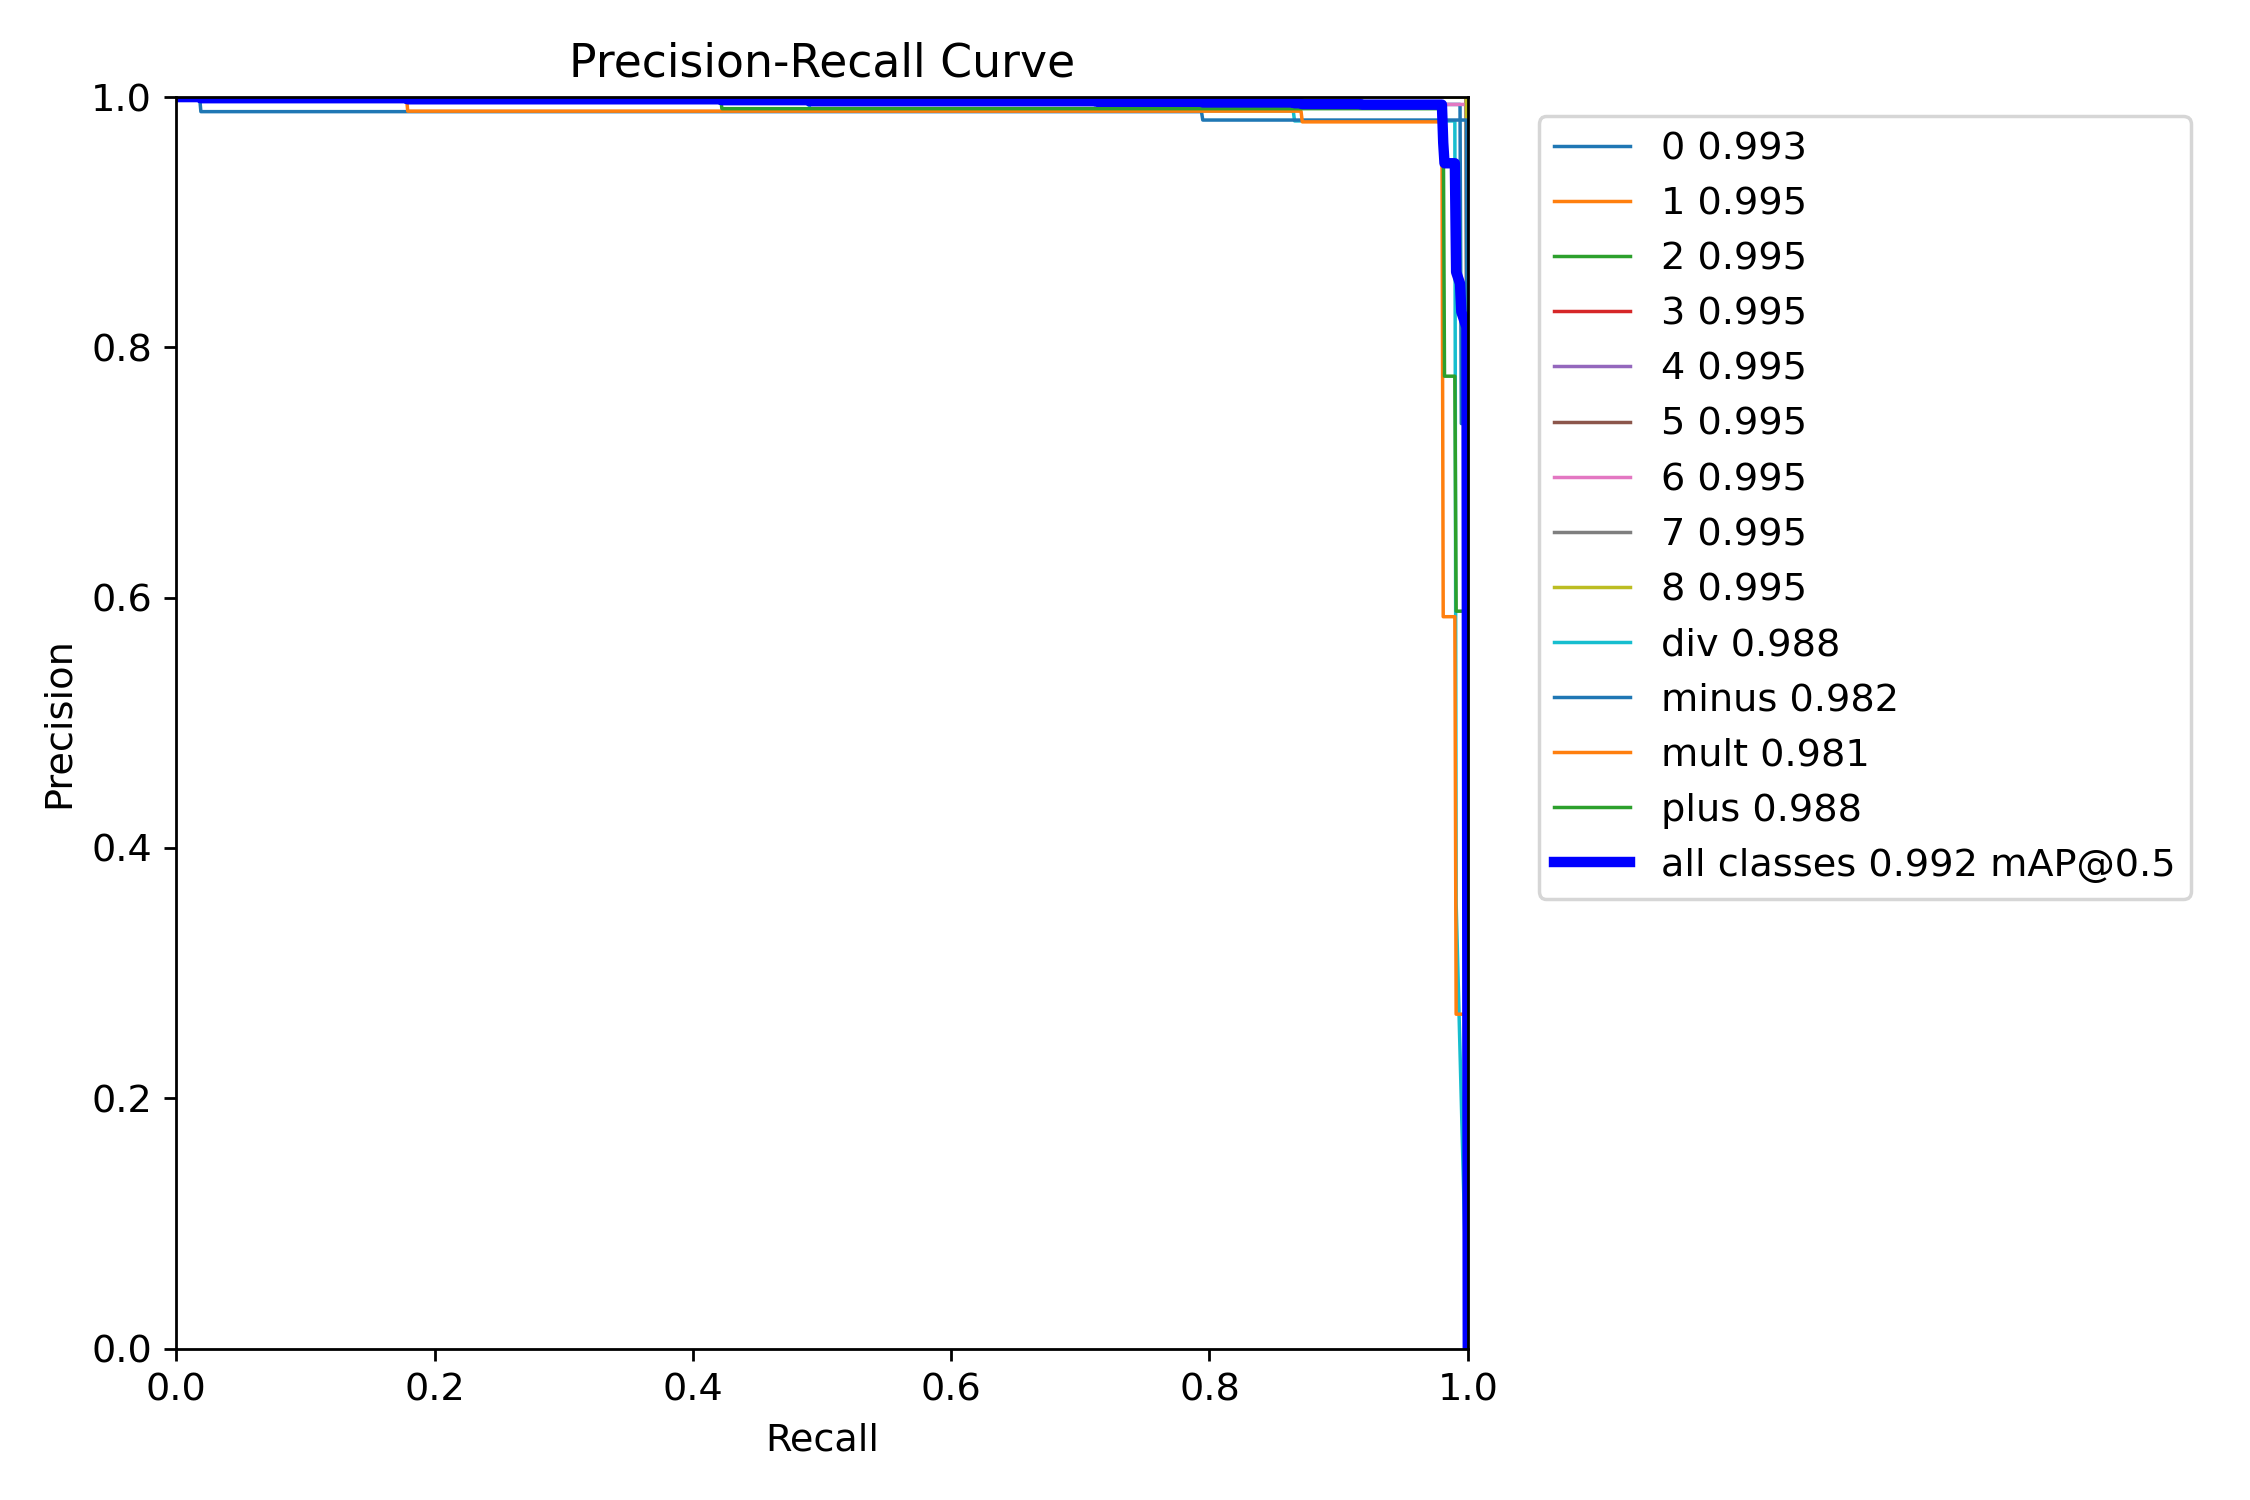 Precision-Recall Curve
1.0
0.8
0.6
0.4
0.2
0.0
Precision
0.0 0.2 0.4 0.6 0.8 1.0
Recall
0 0.993
1 0.995
2 0.995
3 0.995
4 0.995
5 0.995
6 0.995
7 0.995
8 0.995
div 0.988
minus 0.982
mult 0.981
plus 0.988
all classes 0.992 mAP@0.5